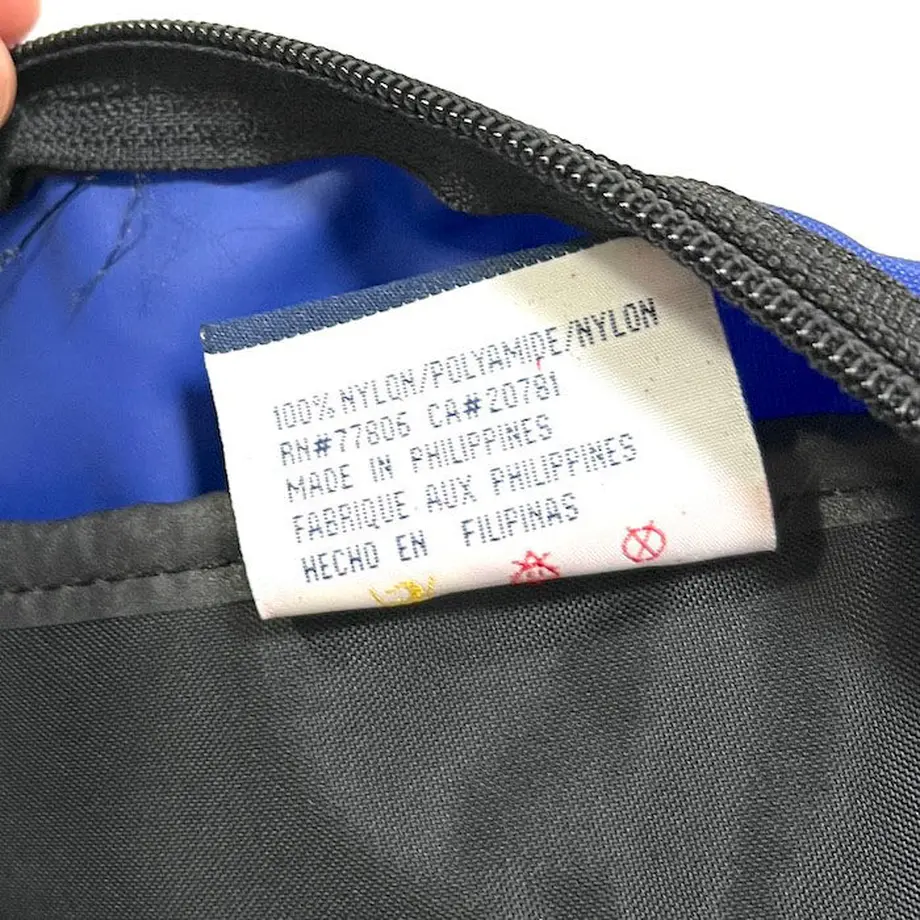 100% NYLON/POLYAMIDE/NYLON
RN#77806 CA#20781
MADE IN PHILIPPINES
FABRIQUE AUX PHILIPPINES
HECHO EN FILIPINAS